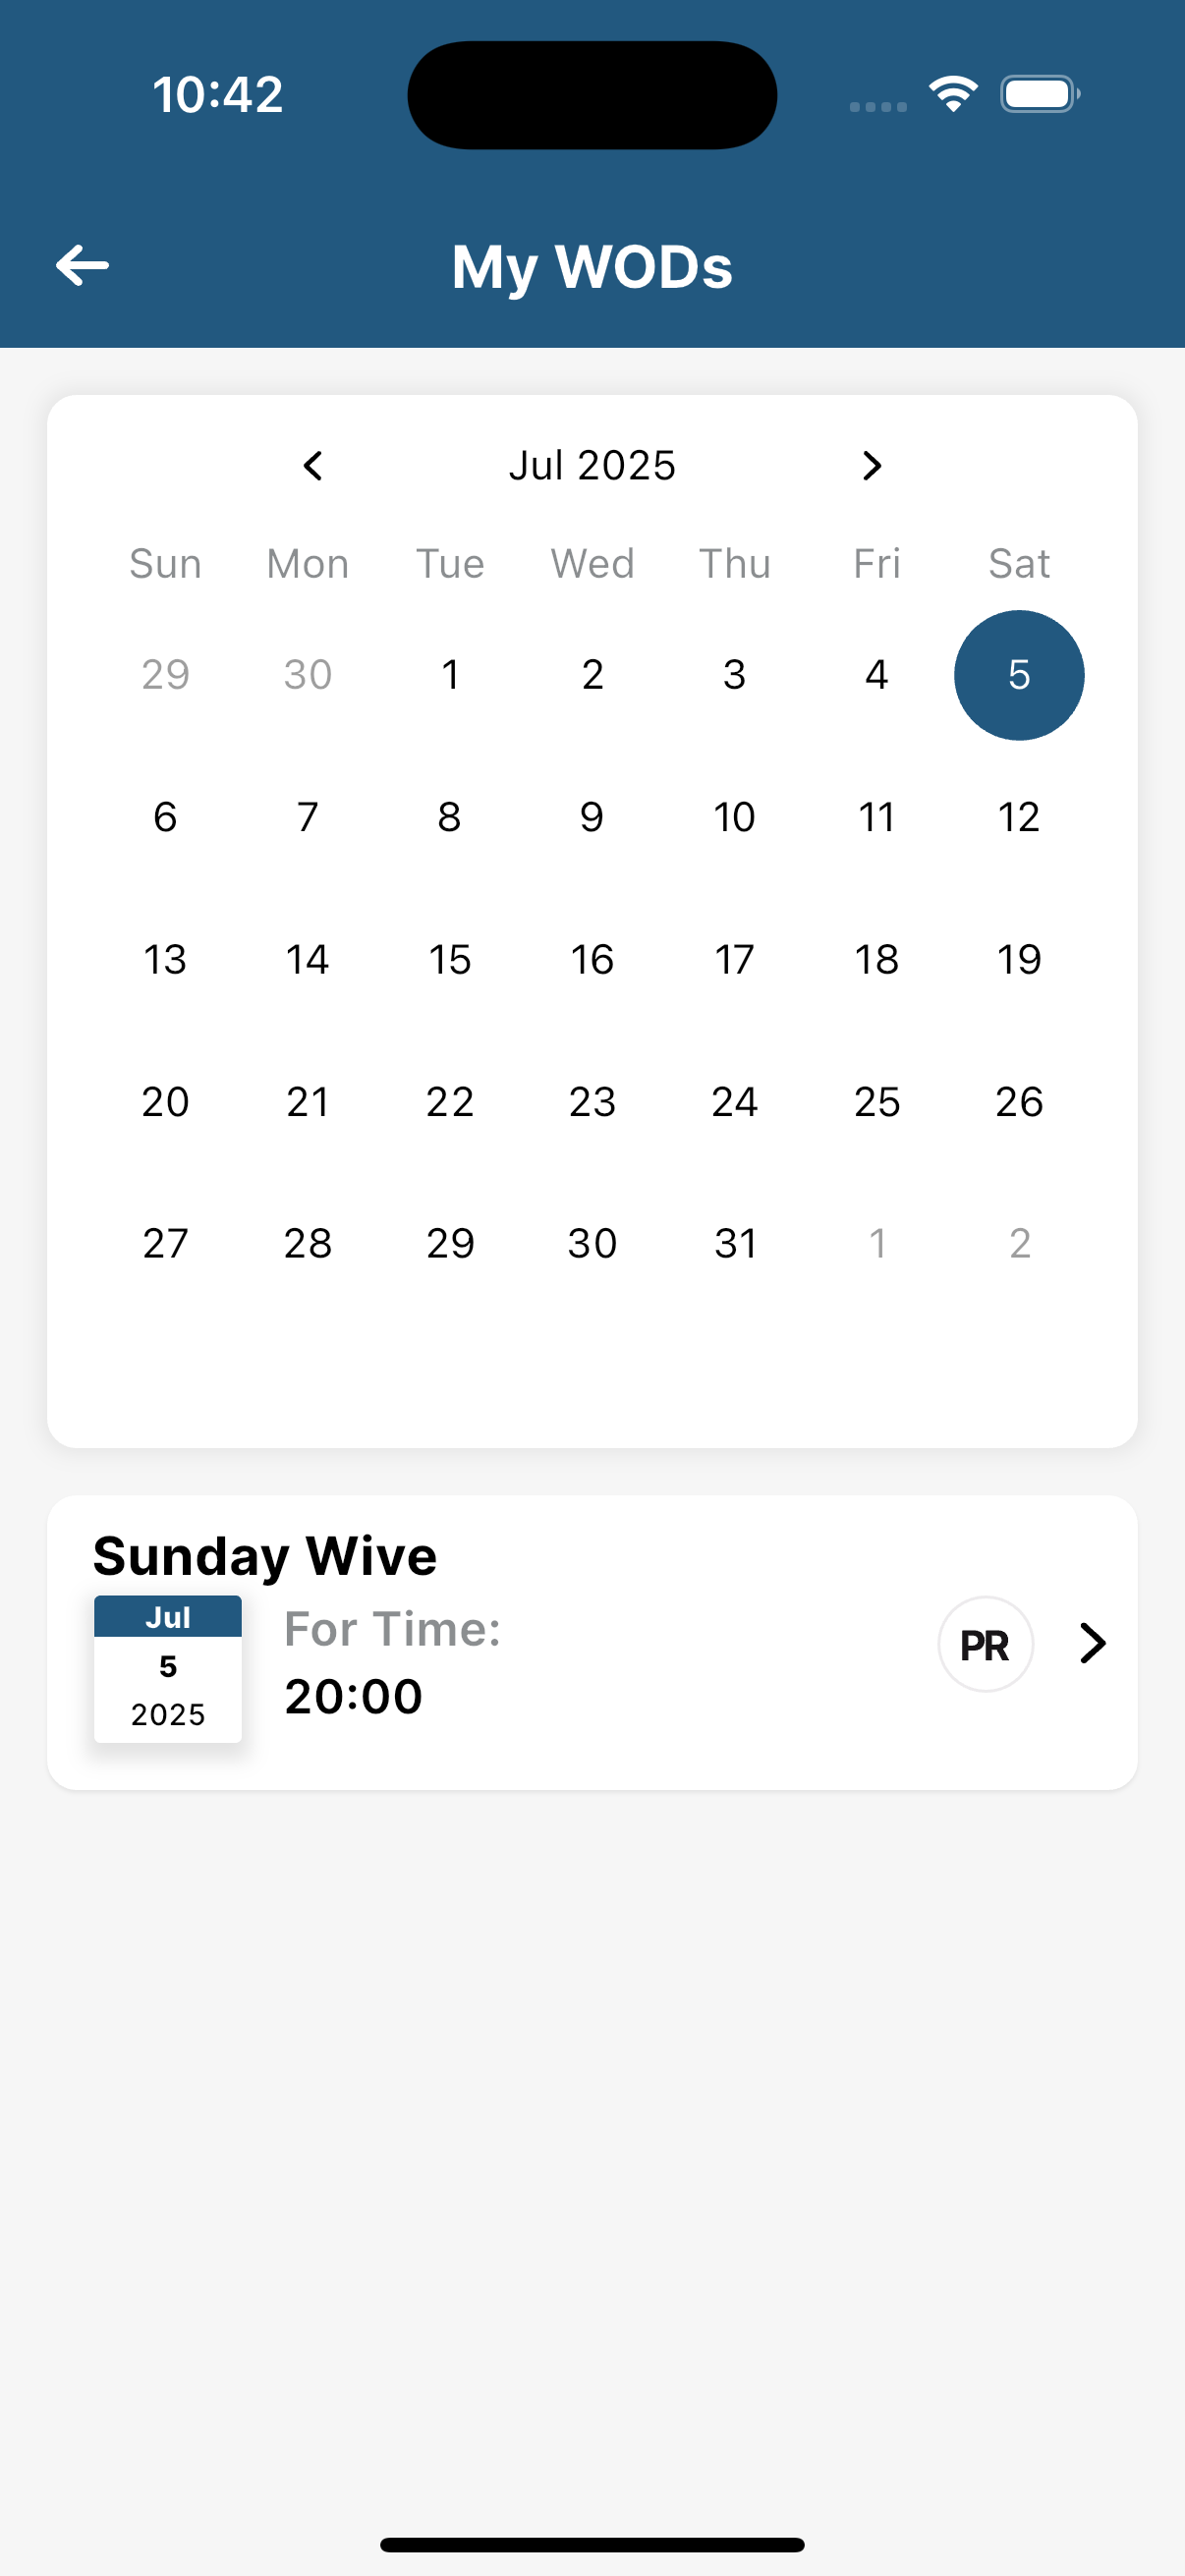 10:42
My WODs
Jul 2025
Sun Mon Tue Wed Thu Fri Sat
29 30 1 2 3 4 5
6 7 8 9 10 11 12
13 14 15 16 17 18 19
20 21 22 23 24 25 26
27 28 29 30 31 1 2
Sunday Wive
Jul
5
2025
For Time:
20:00
PR